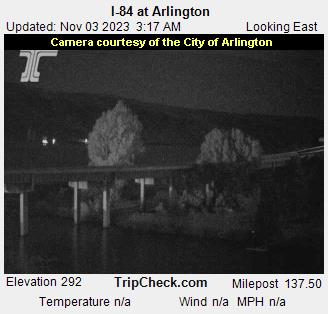 I-84 at Arlington
Updated: Nov 03 2023 3:17 AM Looking East
Camera courtesy of the City of Arlington
Elevation 292 TripCheck.com Milepost 137.50
Temperature n/a Wind n/a MPH n/a